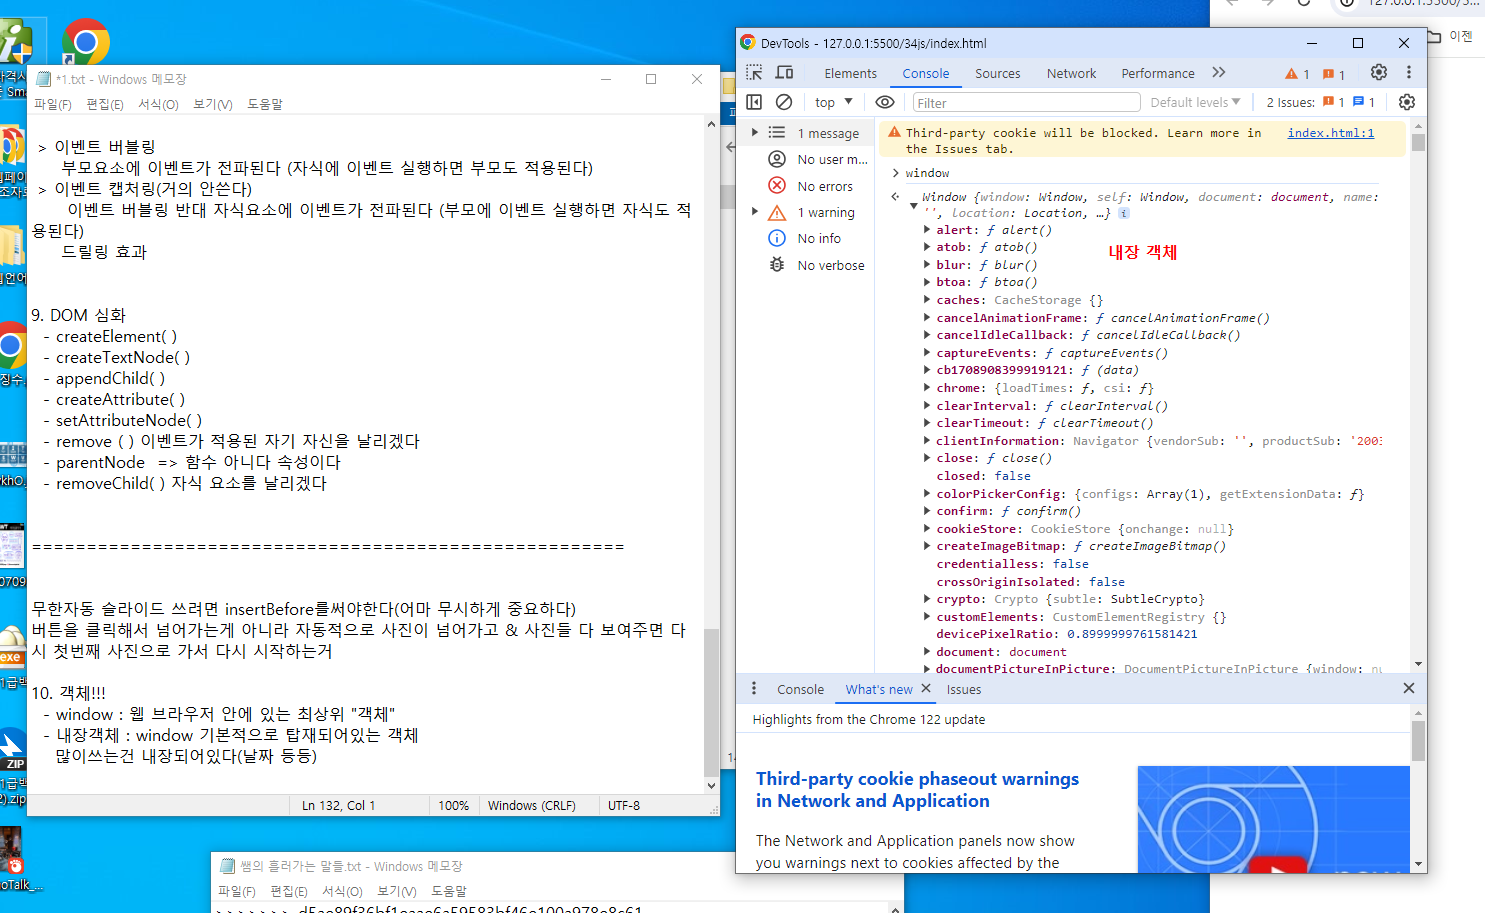 *1.txt - Windows 메모장
파일(F) 편집(E) 서식(O) 보기(V) 도움말
> 이벤트 버블링
부모요소에 이벤트가 전파된다 (자식에 이벤트 실행하면 부모도 적용된다)
> 이벤트 캡처링(거의 안쓴다)
이벤트 버블링 반대 자식요소에 이벤트가 전파된다 (부모에 이벤트 실행하면 자식도 적
용된다)
드릴링 효과
9. DOM 심화
- createElement( )
- createTextNode( )
- appendChild( )
- createAttribute( )
- setAttributeNode( )
- remove ( ) 이벤트가 적용된 자기 자신을 날리겠다
- parentNode => 함수 아니다 속성이다
- removeChild( ) 자식 요소를 날리겠다
======================================================
무한자동 슬라이드 쓰려면 insertBefore를써야한다(어마 무시하게 중요하다)
버튼을 클릭해서 넘어가는게 아니라 자동적으로 사진이 넘어가고 & 사진들 다 보여주면 다
시 첫번째 사진으로 가서 다시 시작하는거
10. 객체!!!
- window : 웹 브라우저 안에 있는 최상위 "객체"
- 내장객체 : window 기본적으로 탑재되어있는 객체
많이쓰는건 내장되어있다(날짜 등등)
Ln 132, Col 1 100% Windows (CRLF) UTF-8
쌤의 흘러가는 말들.txt - Windows 메모장
파일(F) 편집(E) 서식(O) 보기(V) 도움말
이젠
DevTools - 127.0.0.1:5500/34js/index.html
Elements Console Sources Network Performance 1 1
top Filter Default levels 2 Issues: 1 1
1 message
No user m...
No errors
1 warning
No info
No verbose
Third-party cookie will be blocked. Learn more in index.html:1
the Issues tab.
> window
Window {window: Window, self: Window, document: document, name:
'', location: Location, …}
alert: ƒ alert()
atob: ƒ atob()
내장 객체
blur: ƒ blur()
btoa: ƒ btoa()
caches: CacheStorage {}
cancelAnimationFrame: ƒ cancelAnimationFrame()
cancelIdleCallback: ƒ cancelIdleCallback()
captureEvents: ƒ captureEvents()
cb1708908399919121: ƒ (data)
chrome: {loadTimes: ƒ, csi: ƒ}
clearInterval: ƒ clearInterval()
clearTimeout: ƒ clearTimeout()
clientInformation: Navigator {vendorSub: '', productSub: '2003
close: ƒ close()
closed: false
colorPickerConfig: {configs: Array(1), getExtensionData: ƒ}
confirm: ƒ confirm()
cookieStore: CookieStore {onchange: null}
createImageBitmap: ƒ createImageBitmap()
credentialless: false
crossOriginIsolated: false
crypto: Crypto {subtle: SubtleCrypto}
customElements: CustomElementRegistry {}
devicePixelRatio: 0.8999999761581421
document: document
documentPictureInPicture: DocumentPictureInPicture {window: nu
Console What's new Issues
Highlights from the Chrome 122 update
Third-party cookie phaseout warnings
in Network and Application
The Network and Application panels now show
you warnings next to cookies affected by the
ZIP
exe